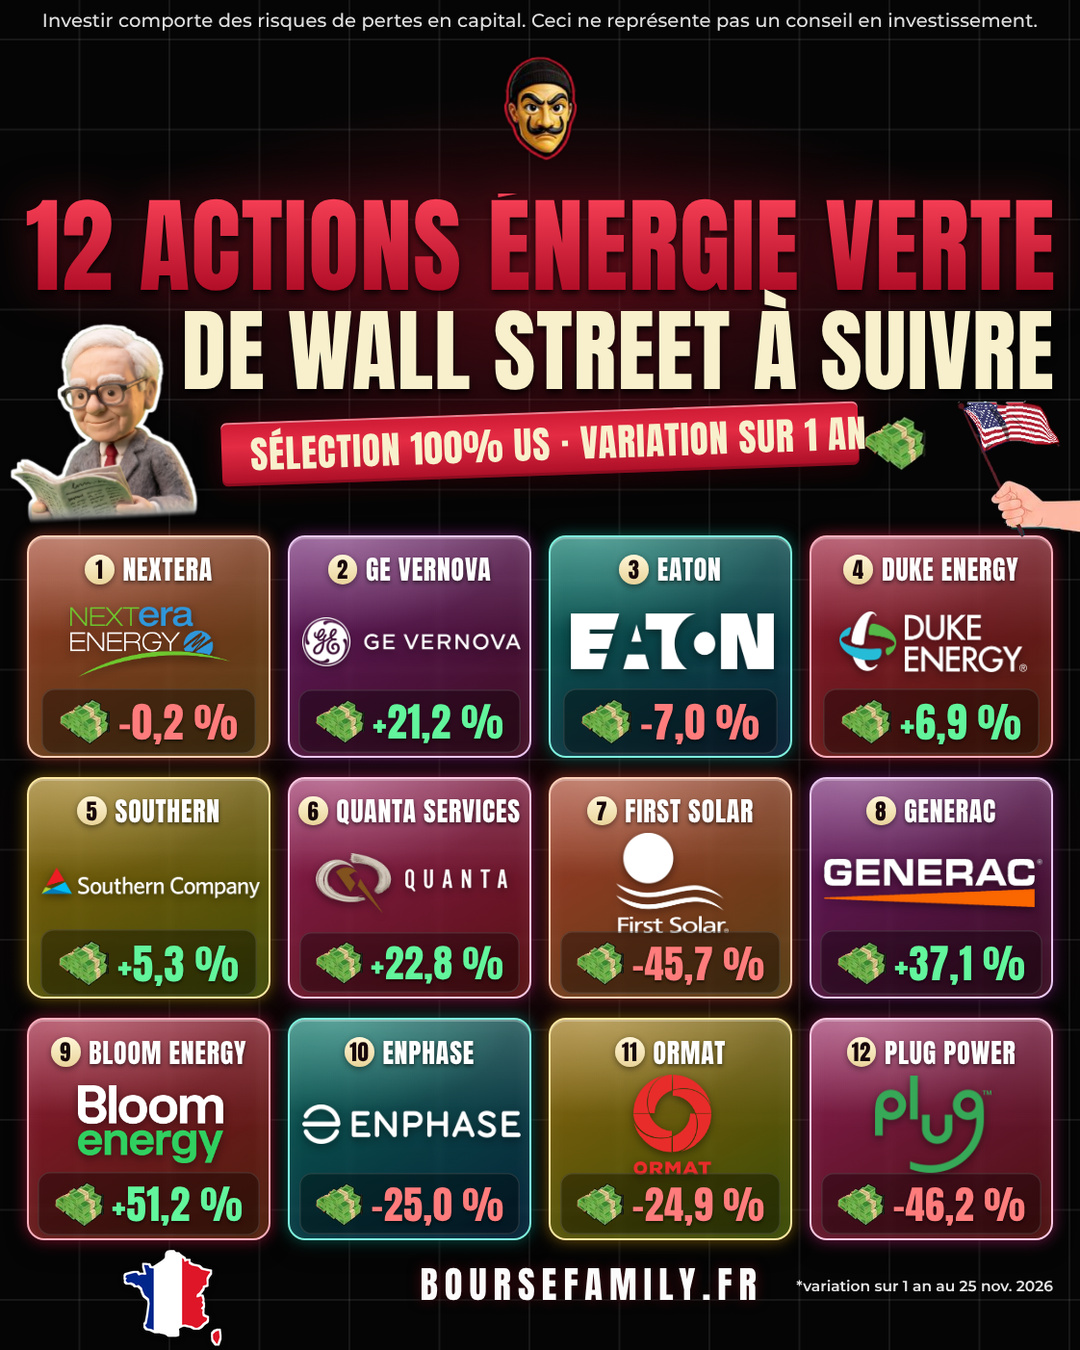 Investir comporte des risques de pertes en capital. Ceci ne représente pas un conseil en investissement.
12 ACTIONS ÉNERGIE VERTE
DE WALL STREET À SUIVRE
SÉLECTION 100% US · VARIATION SUR 1 AN
1 NEXTERA
NEXTera
ENERGY
-0,2 %
2 GE VERNOVA
GE VERNOVA
+21,2 %
3 EATON
EATON
-7,0 %
4 DUKE ENERGY
DUKE
ENERGY®
+6,9 %
5 SOUTHERN
Southern Company
+5,3 %
6 QUANTA SERVICES
QUANTA
+22,8 %
7 FIRST SOLAR
First Solar®
-45,7 %
8 GENERAC
GENERAC®
+37,1 %
9 BLOOM ENERGY
Bloom
energy
+51,2 %
10 ENPHASE
ENPHASE
-25,0 %
11 ORMAT
ORMAT
-24,9 %
12 PLUG POWER
plug™
-46,2 %
BOURSEFAMILY.FR
*variation sur 1 an au 25 nov. 2026